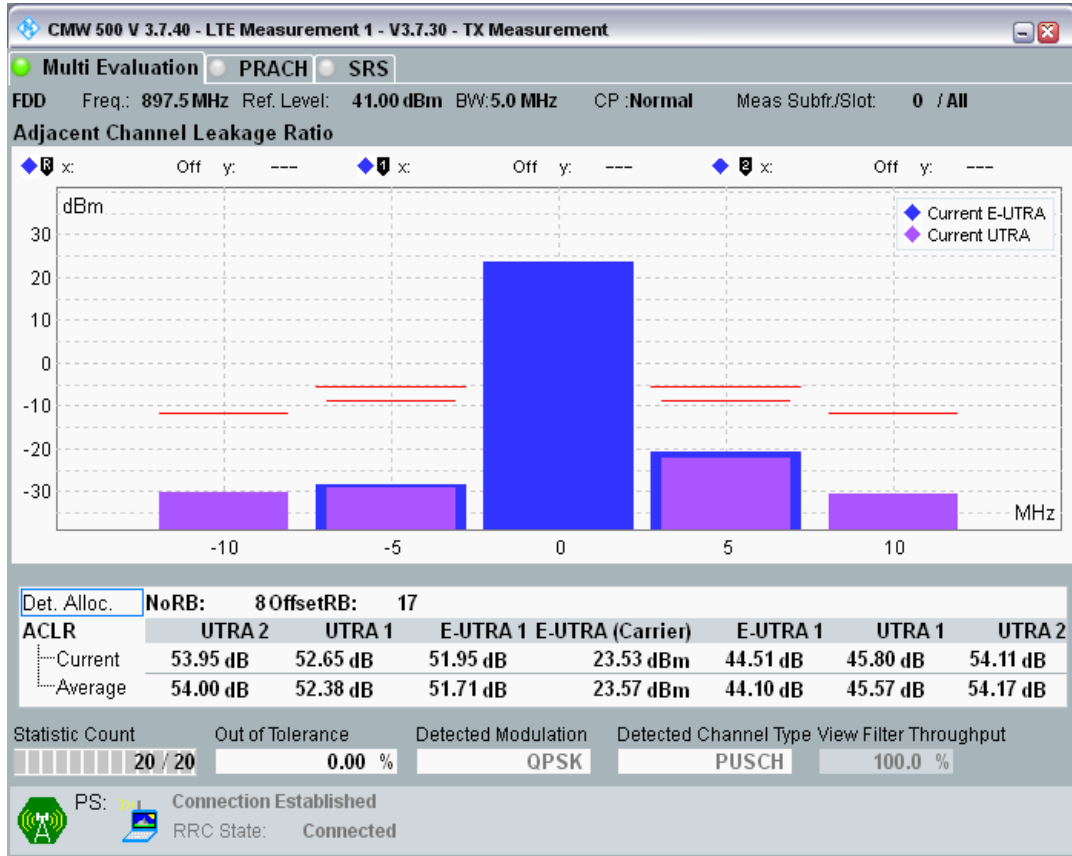 CMW 500 V 3.7.40 - LTE Measurement 1 - V3.7.30 - TX Measurement
Multi Evaluation PRACH SRS
FDD Freq.: 897.5 MHz Ref. Level: 41.00 dBm BW:5.0 MHz CP :Normal Meas Subfr./Slot: 0 / All
Adjacent Channel Leakage Ratio
R x: Off y: --- 1 x: Off y: --- 2 x: Off y: ---
dBm
Current E-UTRA
Current UTRA
30
20
10
0
-10
-20
-30
MHz
-10 -5 0 5 10
Det. Alloc. NoRB: 8 OffsetRB: 17
ACLR UTRA 2 UTRA 1 E-UTRA 1 E-UTRA (Carrier) E-UTRA 1 UTRA 1 UTRA 2
Current 53.95 dB 52.65 dB 51.95 dB 23.53 dBm 44.51 dB 45.80 dB 54.11 dB
Average 54.00 dB 52.38 dB 51.71 dB 23.57 dBm 44.10 dB 45.57 dB 54.17 dB
Statistic Count Out of Tolerance Detected Modulation Detected Channel Type View Filter Throughput
20 / 20 0.00 % QPSK PUSCH 100.0 %
PS: Connection Established
RRC State: Connected